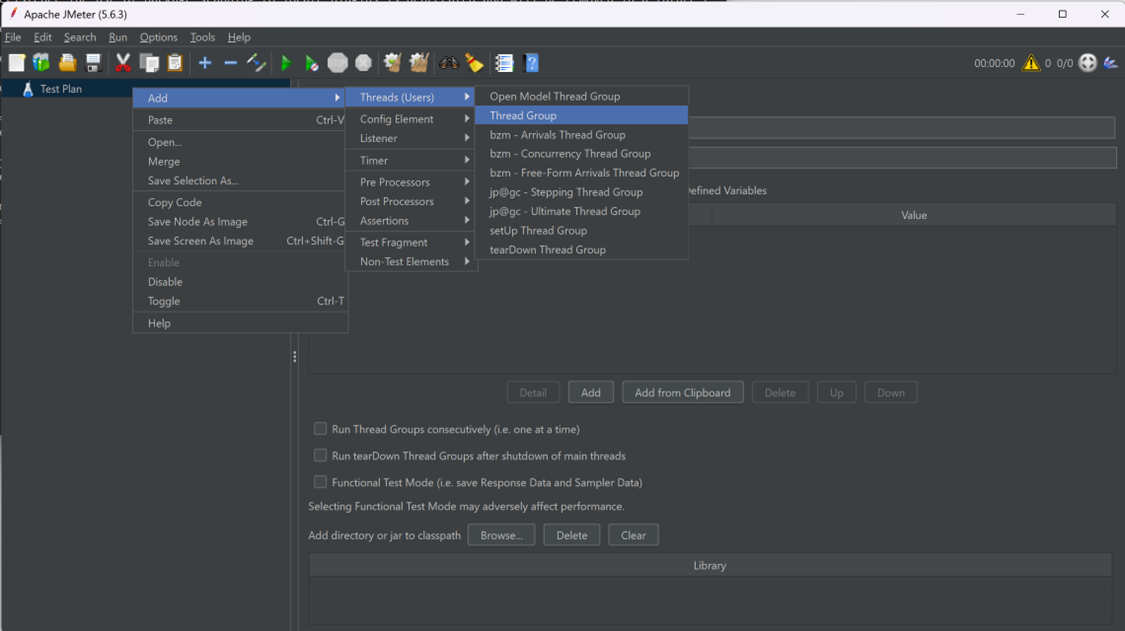 Apache JMeter (5.6.3)
File Edit Search Run Options Tools Help
00:00:00 0 0/0
Test Plan
Add
Paste Ctrl-V
Open...
Merge
Save Selection As...
Copy Code
Save Node As Image Ctrl-G
Save Screen As Image Ctrl+Shift-G
Enable
Disable
Toggle Ctrl-T
Help
Threads (Users)
Config Element
Listener
Timer
Pre Processors
Post Processors
Assertions
Test Fragment
Non-Test Elements
Open Model Thread Group
Thread Group
bzm - Arrivals Thread Group
bzm - Concurrency Thread Group
bzm - Free-Form Arrivals Thread Group
jp@gc - Stepping Thread Group
jp@gc - Ultimate Thread Group
setUp Thread Group
tearDown Thread Group
Defined Variables
Value
Detail Add Add from Clipboard Delete Up Down
Run Thread Groups consecutively (i.e. one at a time)
Run tearDown Thread Groups after shutdown of main threads
Functional Test Mode (i.e. save Response Data and Sampler Data)
Selecting Functional Test Mode may adversely affect performance.
Add directory or jar to classpath Browse... Delete Clear
Library